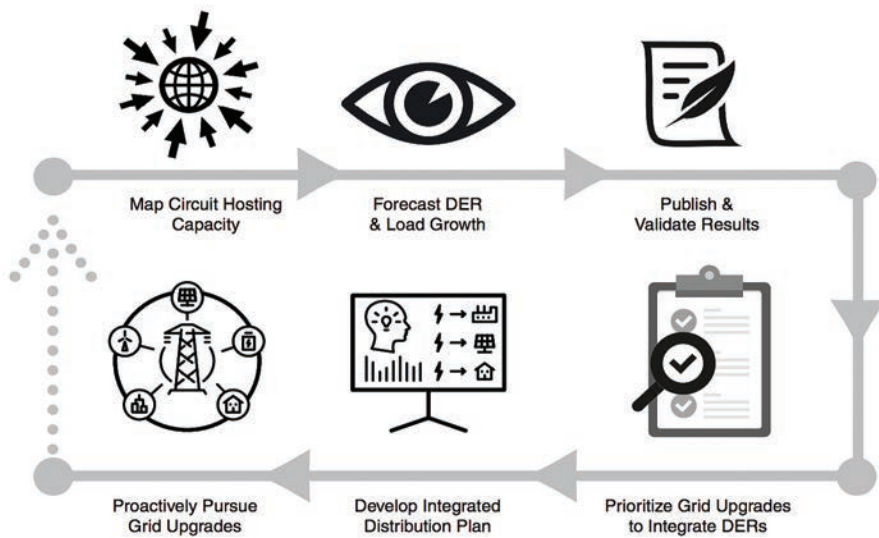 Map Circuit Hosting
Capacity
Forecast DER
& Load Growth
Publish &
Validate Results
Prioritize Grid Upgrades
to Integrate DERs
Develop Integrated
Distribution Plan
Proactively Pursue
Grid Upgrades